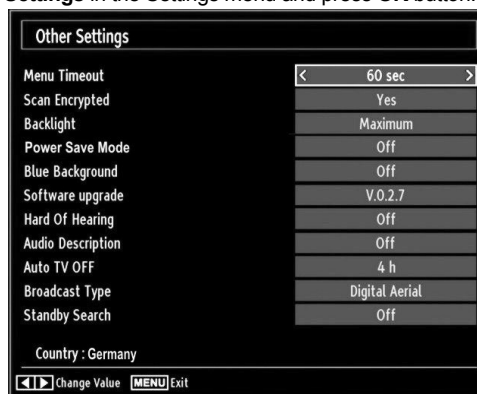 Settings in the Settings menu and press OK button.
Other Settings
Menu Timeout < 60 sec >
Scan Encrypted Yes
Backlight Maximum
Power Save Mode Off
Blue Background Off
Software upgrade V.0.2.7
Hard Of Hearing Off
Audio Description Off
Auto TV OFF 4 h
Broadcast Type Digital Aerial
Standby Search Off
Country : Germany
◀ ▶ Change Value MENU Exit